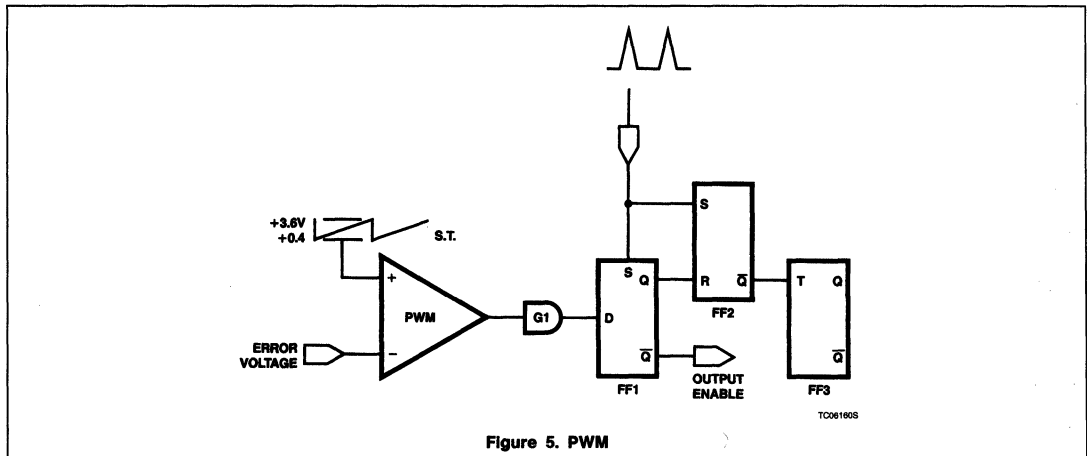 +3.6V
+0.4
S.T.
+
PWM
−
ERROR
VOLTAGE
G1
S
D
Q
Q̅
FF1
OUTPUT
ENABLE
S
R
Q̅
FF2
T
Q
Q̅
FF3
TC06160S
Figure 5. PWM